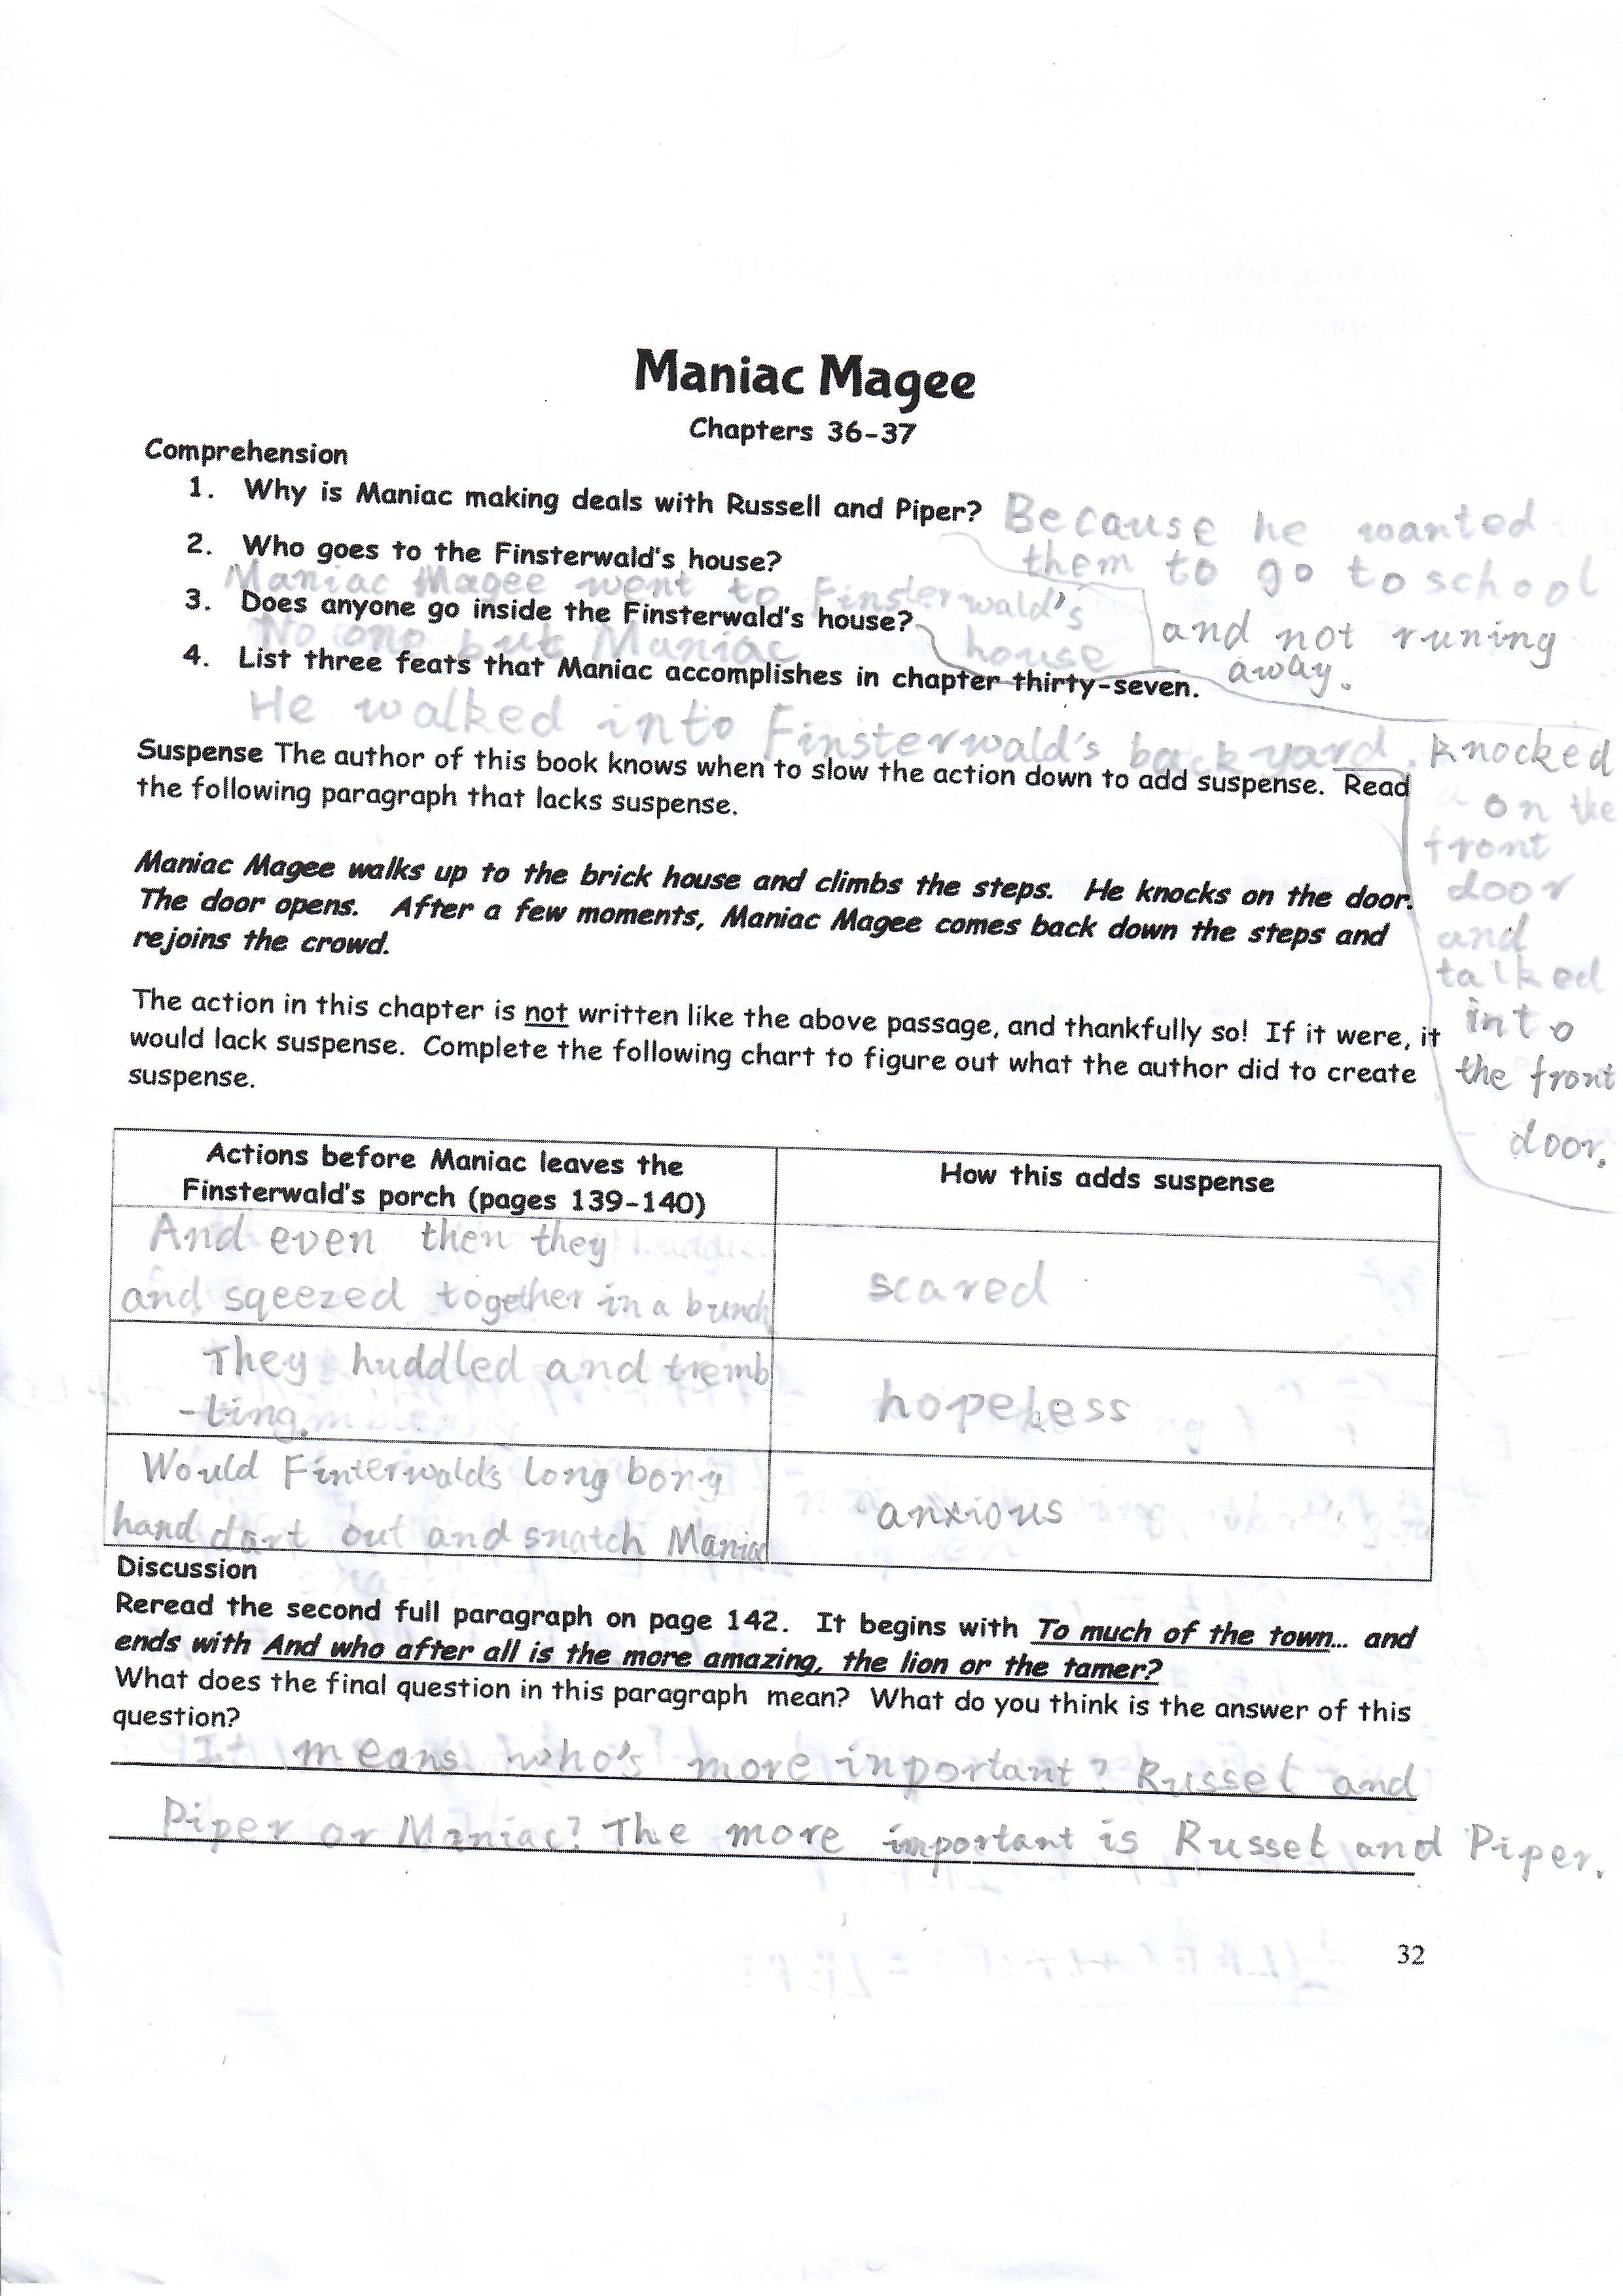 Maniac Magee
Chapters 36-37
Comprehension
1. Why is Maniac making deals with Russell and Piper? Because he wanted
them to go to school
and not runing
away.
2. Who goes to the Finsterwald's house?
Maniac Magee went to Finsterwald's
house
3. Does anyone go inside the Finsterwald's house?
No one but Maniac
4. List three feats that Maniac accomplishes in chapter thirty-seven.
He walked into Finsterwald's backyard. knocked
on the
front
door
and
talked
into
the front
door.
Suspense The author of this book knows when to slow the action down to add suspense. Read
the following paragraph that lacks suspense.
Maniac Magee walks up to the brick house and climbs the steps. He knocks on the door.
The door opens. After a few moments, Maniac Magee comes back down the steps and
rejoins the crowd.
The action in this chapter is not written like the above passage, and thankfully so! If it were, it
would lack suspense. Complete the following chart to figure out what the author did to create
suspense.
Actions before Maniac leaves the
Finsterwald's porch (pages 139-140)
How this adds suspense
And even then they
and sqeezed together in a bunch
scared
They huddled and tremb
-ling.
hopeless
Would Finterwald's long bony
hand dart out and snatch Maniac
anxious
Discussion
Reread the second full paragraph on page 142. It begins with To much of the town... and
ends with And who after all is the more amazing, the lion or the tamer?
What does the final question in this paragraph mean? What do you think is the answer of this
question?
It means who's more inportant? Russel and
Piper or Maniac? The more important is Russel and Piper.
32